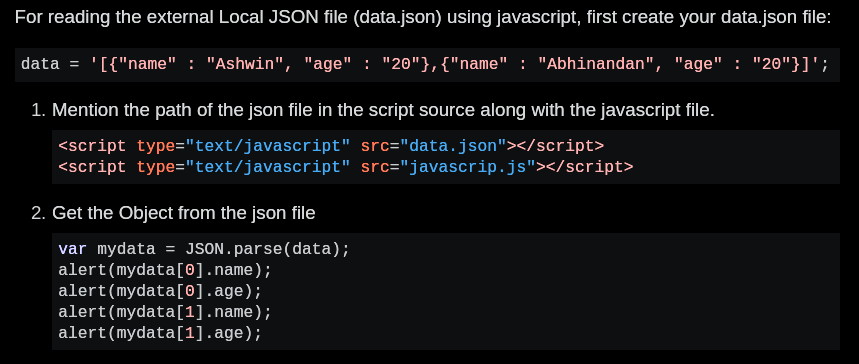 For reading the external Local JSON file (data.json) using javascript, first create your data.json file:
data = '[{"name" : "Ashwin", "age" : "20"},{"name" : "Abhinandan", "age" : "20"}]';
1. Mention the path of the json file in the script source along with the javascript file.
<script type="text/javascript" src="data.json"></script>
<script type="text/javascript" src="javascrip.js"></script>
2. Get the Object from the json file
var mydata = JSON.parse(data);
alert(mydata[0].name);
alert(mydata[0].age);
alert(mydata[1].name);
alert(mydata[1].age);